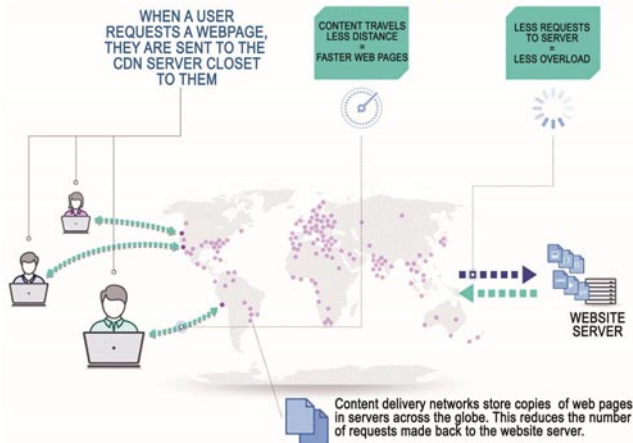 WHEN A USER
REQUESTS A WEBPAGE,
THEY ARE SENT TO THE
CDN SERVER CLOSET
TO THEM
CONTENT TRAVELS
LESS DISTANCE
=
FASTER WEB PAGES
LESS REQUESTS
TO SERVER
=
LESS OVERLOAD
WEBSITE
SERVER
Content delivery networks store copies of web pages
in servers across the globe. This reduces the number
of requests made back to the website server.